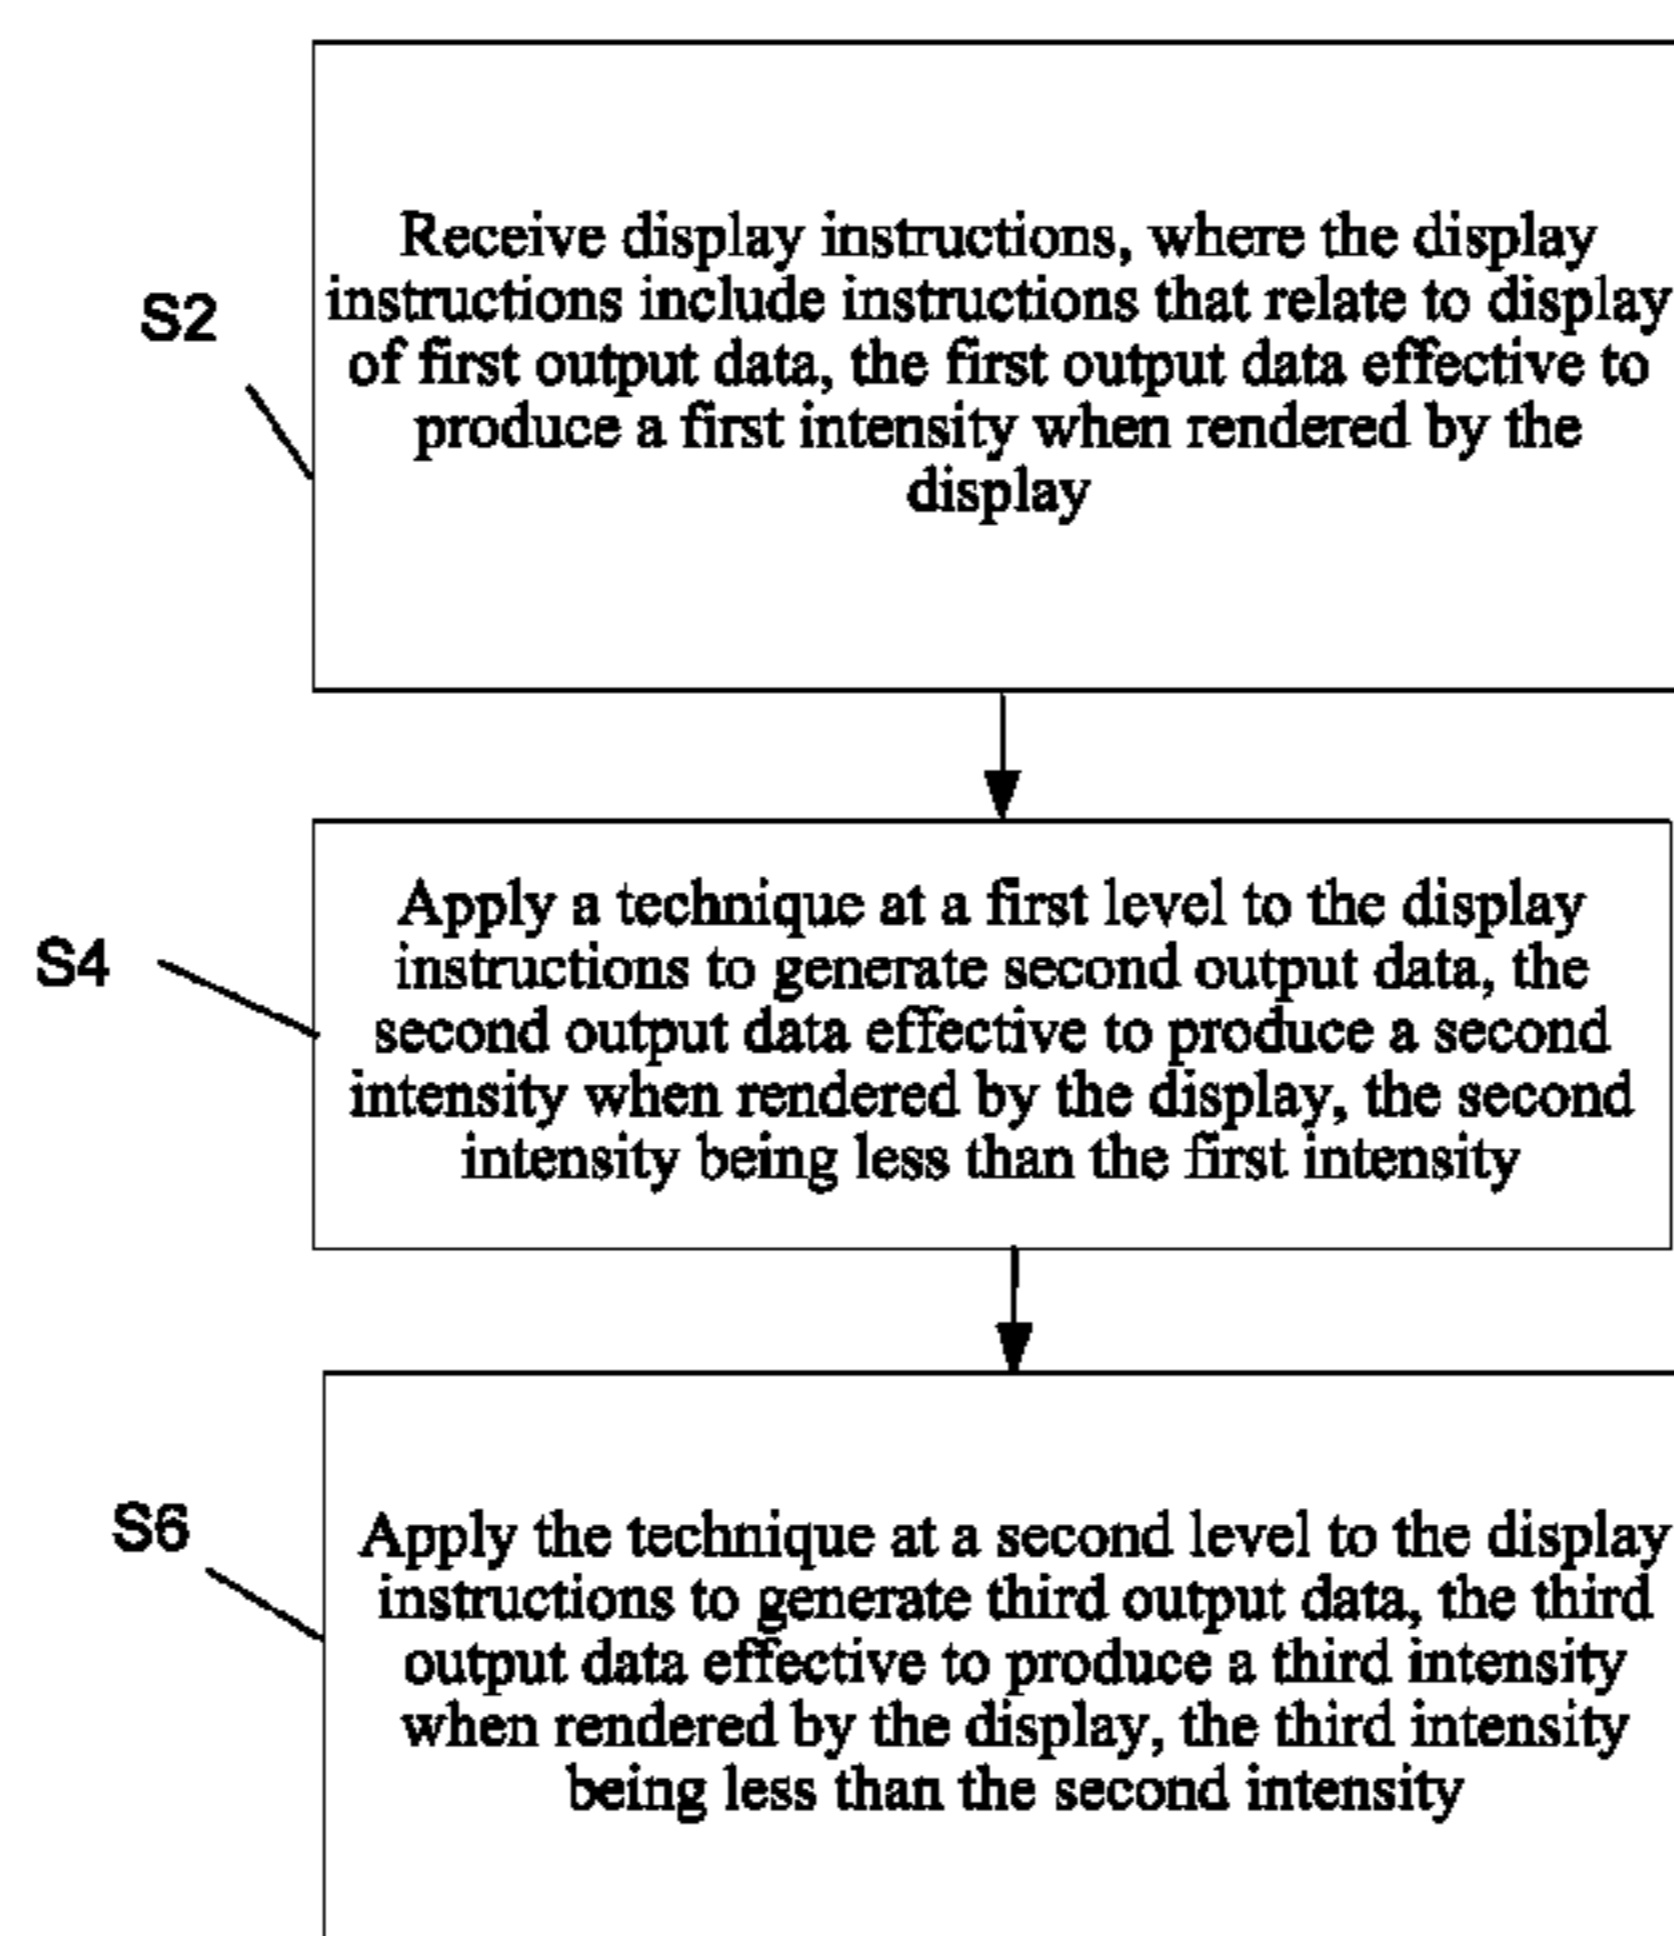 Receive display instructions, where the display
instructions include instructions that relate to display
of first output data, the first output data effective to
produce a first intensity when rendered by the
display
S2
Apply a technique at a first level to the display
instructions to generate second output data, the
second output data effective to produce a second
intensity when rendered by the display, the second
intensity being less than the first intensity
S4
Apply the technique at a second level to the display
instructions to generate third output data, the third
output data effective to produce a third intensity
when rendered by the display, the third intensity
being less than the second intensity
S6